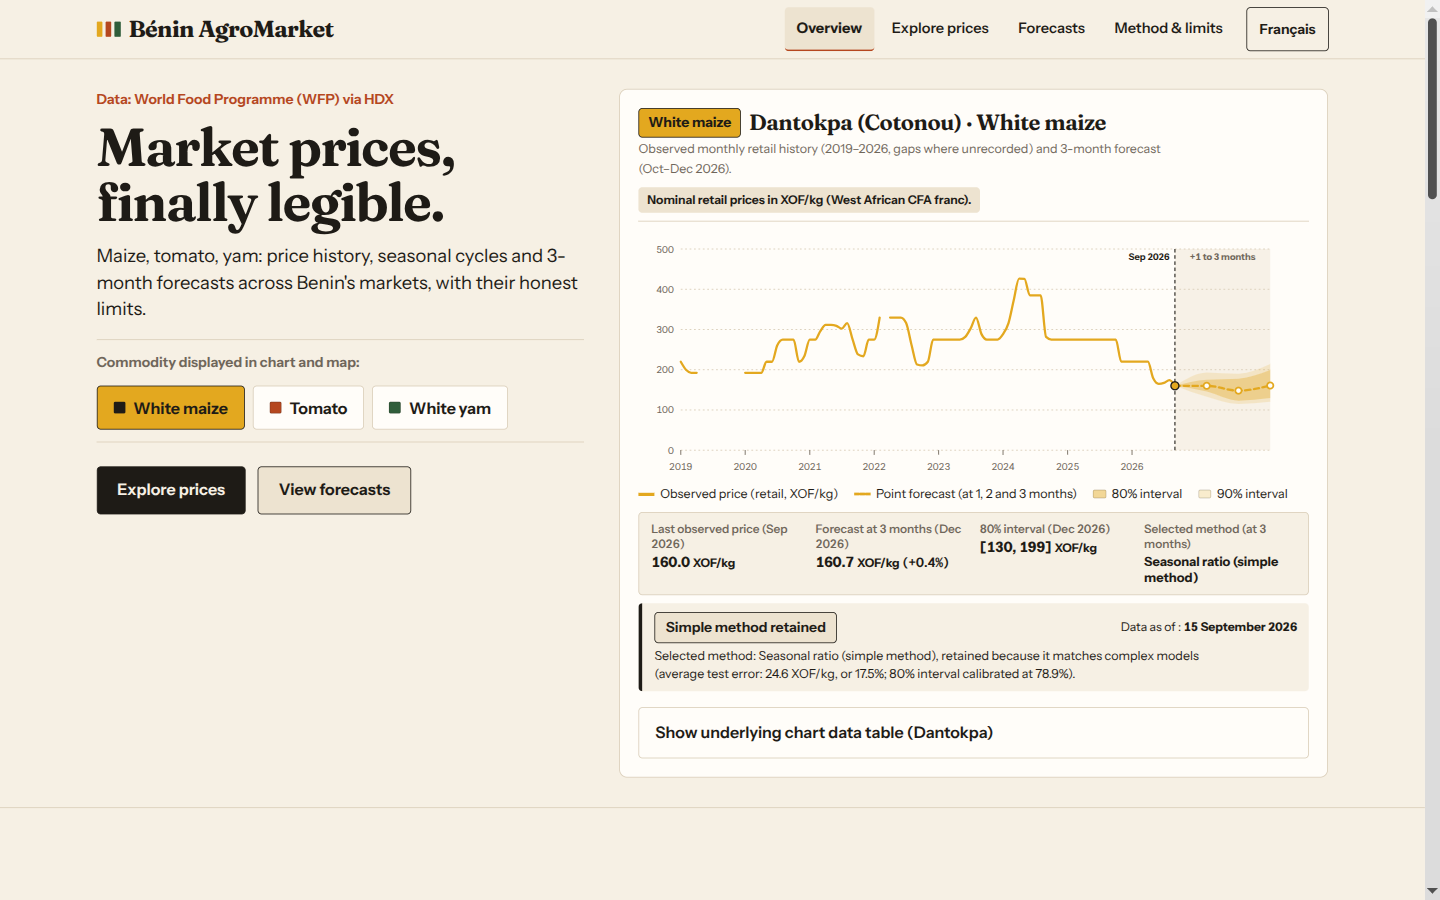 Bénin AgroMarket
Overview
Explore prices
Forecasts
Method & limits
Français
Data: World Food Programme (WFP) via HDX
Market prices,
finally legible.
Maize, tomato, yam: price history, seasonal cycles and 3-
month forecasts across Benin's markets, with their honest
limits.
Commodity displayed in chart and map:
White maize
Tomato
White yam
Explore prices
View forecasts
White maize
Dantokpa (Cotonou) · White maize
Observed monthly retail history (2019–2026, gaps where unrecorded) and 3-month forecast
(Oct–Dec 2026).
Nominal retail prices in XOF/kg (West African CFA franc).
500
400
300
200
100
0
Sep 2026
+1 to 3 months
2019
2020
2021
2022
2023
2024
2025
2026
Observed price (retail, XOF/kg)
Point forecast (at 1, 2 and 3 months)
80% interval
90% interval
Last observed price (Sep
2026)
160.0 XOF/kg
Forecast at 3 months (Dec
2026)
160.7 XOF/kg (+0.4%)
80% interval (Dec 2026)
[130, 199] XOF/kg
Selected method (at 3
months)
Seasonal ratio (simple
method)
Simple method retained
Data as of : 15 September 2026
Selected method: Seasonal ratio (simple method), retained because it matches complex models
(average test error: 24.6 XOF/kg, or 17.5%; 80% interval calibrated at 78.9%).
Show underlying chart data table (Dantokpa)